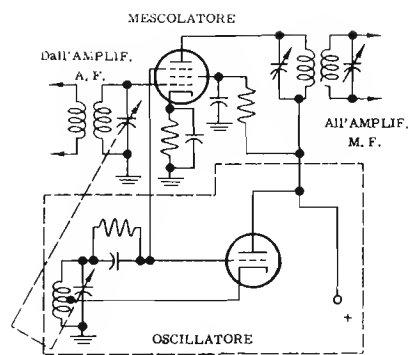 MESCOLATORE
Dall'AMPLIF.
A. F.
All'AMPLIF.
M. F.
+
OSCILLATORE